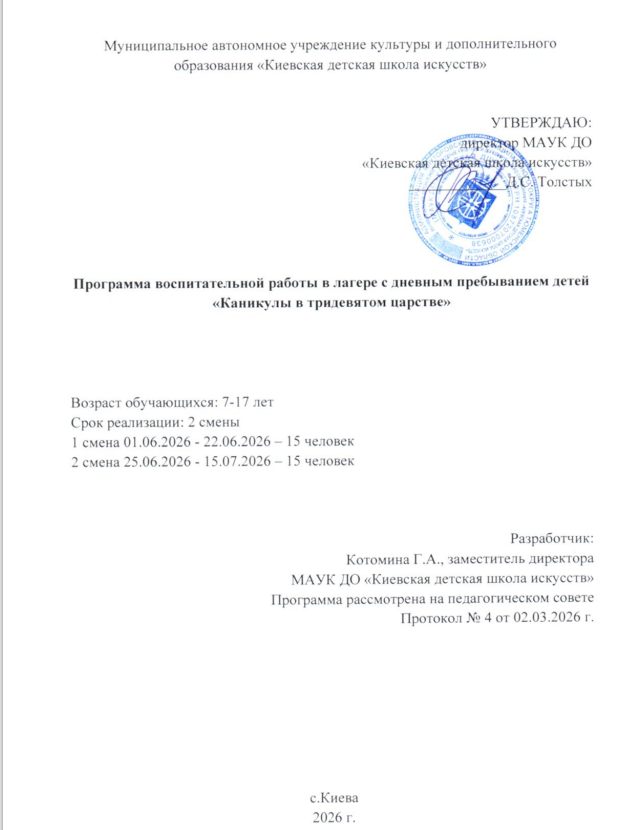 Муниципальное автономное учреждение культуры и дополнительного
образования «Киевская детская школа искусств»
УТВЕРЖДАЮ:
директор МАУК ДО
«Киевская детская школа искусств»
Д.С. Толстых
Программа воспитательной работы в лагере с дневным пребыванием детей
«Каникулы в тридевятом царстве»
Возраст обучающихся: 7-17 лет
Срок реализации: 2 смены
1 смена 01.06.2026 - 22.06.2026 – 15 человек
2 смена 25.06.2026 - 15.07.2026 – 15 человек
Разработчик:
Котомина Г.А., заместитель директора
МАУК ДО «Киевская детская школа искусств»
Программа рассмотрена на педагогическом совете
Протокол № 4 от 02.03.2026 г.
с.Киева
2026 г.